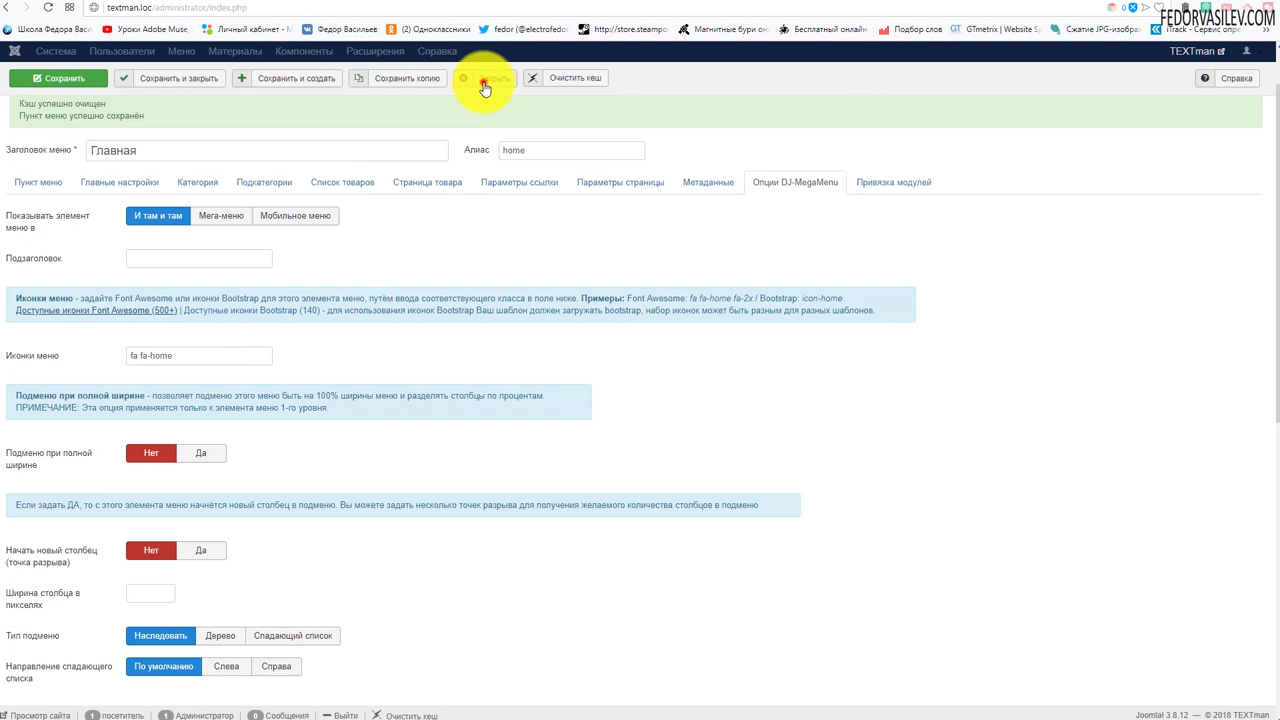 textman.loc/administrator/index.php
FEDORVASILEV.COM
Школа Федора Васи.
Уроки Adobe Muse,
Личный кабинет - .
Федор Васильев
(2) Одноклассники
fedor (@electrofedo
http://store.steampo
Магнитные бури он
Бесплатный онлайн
Подбор слов
GTmetrix | Website Sp
Сжатие JPG-изобра
iTrack - Сервис опр
Система Пользователи Меню Материалы Компоненты Расширения Справка
TEXTman
Сохранить
Сохранить и закрыть
Сохранить и создать
Сохранить копию
Очистить кеш
Справка
Кэш успешно очищен
Пункт меню успешно сохранён
Заголовок меню *
Главная
Алиас
home
Пункт меню Главные настройки Категория Подкатегории Список товаров Страница товара Параметры ссылки Параметры страницы Метаданные Опции DJ-MegaMenu Привязка модулей
Показывать элемент
меню в
И там и там Мега-меню Мобильное меню
Подзаголовок
Иконки меню - задайте Font Awesome или иконки Bootstrap для этого элемента меню, путём ввода соответствующего класса в поле ниже. Примеры: Font Awesome: fa fa-home fa-2x / Bootstrap: icon-home
Доступные иконки Font Awesome (500+) | Доступные иконки Bootstrap (140) - для использования иконок Bootstrap Ваш шаблон должен загружать bootstrap, набор иконок может быть разным для разных шаблонов.
Иконки меню
fa fa-home
Подменю при полной ширине - позволяет подменю этого меню быть на 100% ширины меню и разделять столбцы по процентам.
ПРИМЕЧАНИЕ: Эта опция применяется только к элемента меню 1-го уровня.
Подменю при полной
ширине
Нет Да
Если задать ДА, то с этого элемента меню начнётся новый столбец в подменю. Вы можете задать несколько точек разрыва для получения желаемого количества столбцов в подменю
Начать новый столбец
(точка разрыва)
Нет Да
Ширина столбца в
пикселях
Тип подменю
Наследовать Дерево Спадающий список
Направление спадающего
списка
По умолчанию Слева Справа
Просмотр сайта 1 посетитель 1 Администратор 0 Сообщения Выйти Очистить кеш
Joomla! 3.8.12 — © 2018 TEXTman